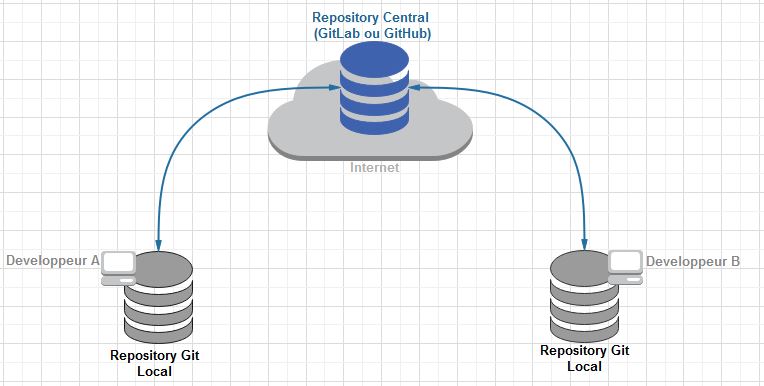 Repository Central
(GitLab ou GitHub)
Internet
Developpeur A
Developpeur B
Repository Git
Local
Repository Git
Local